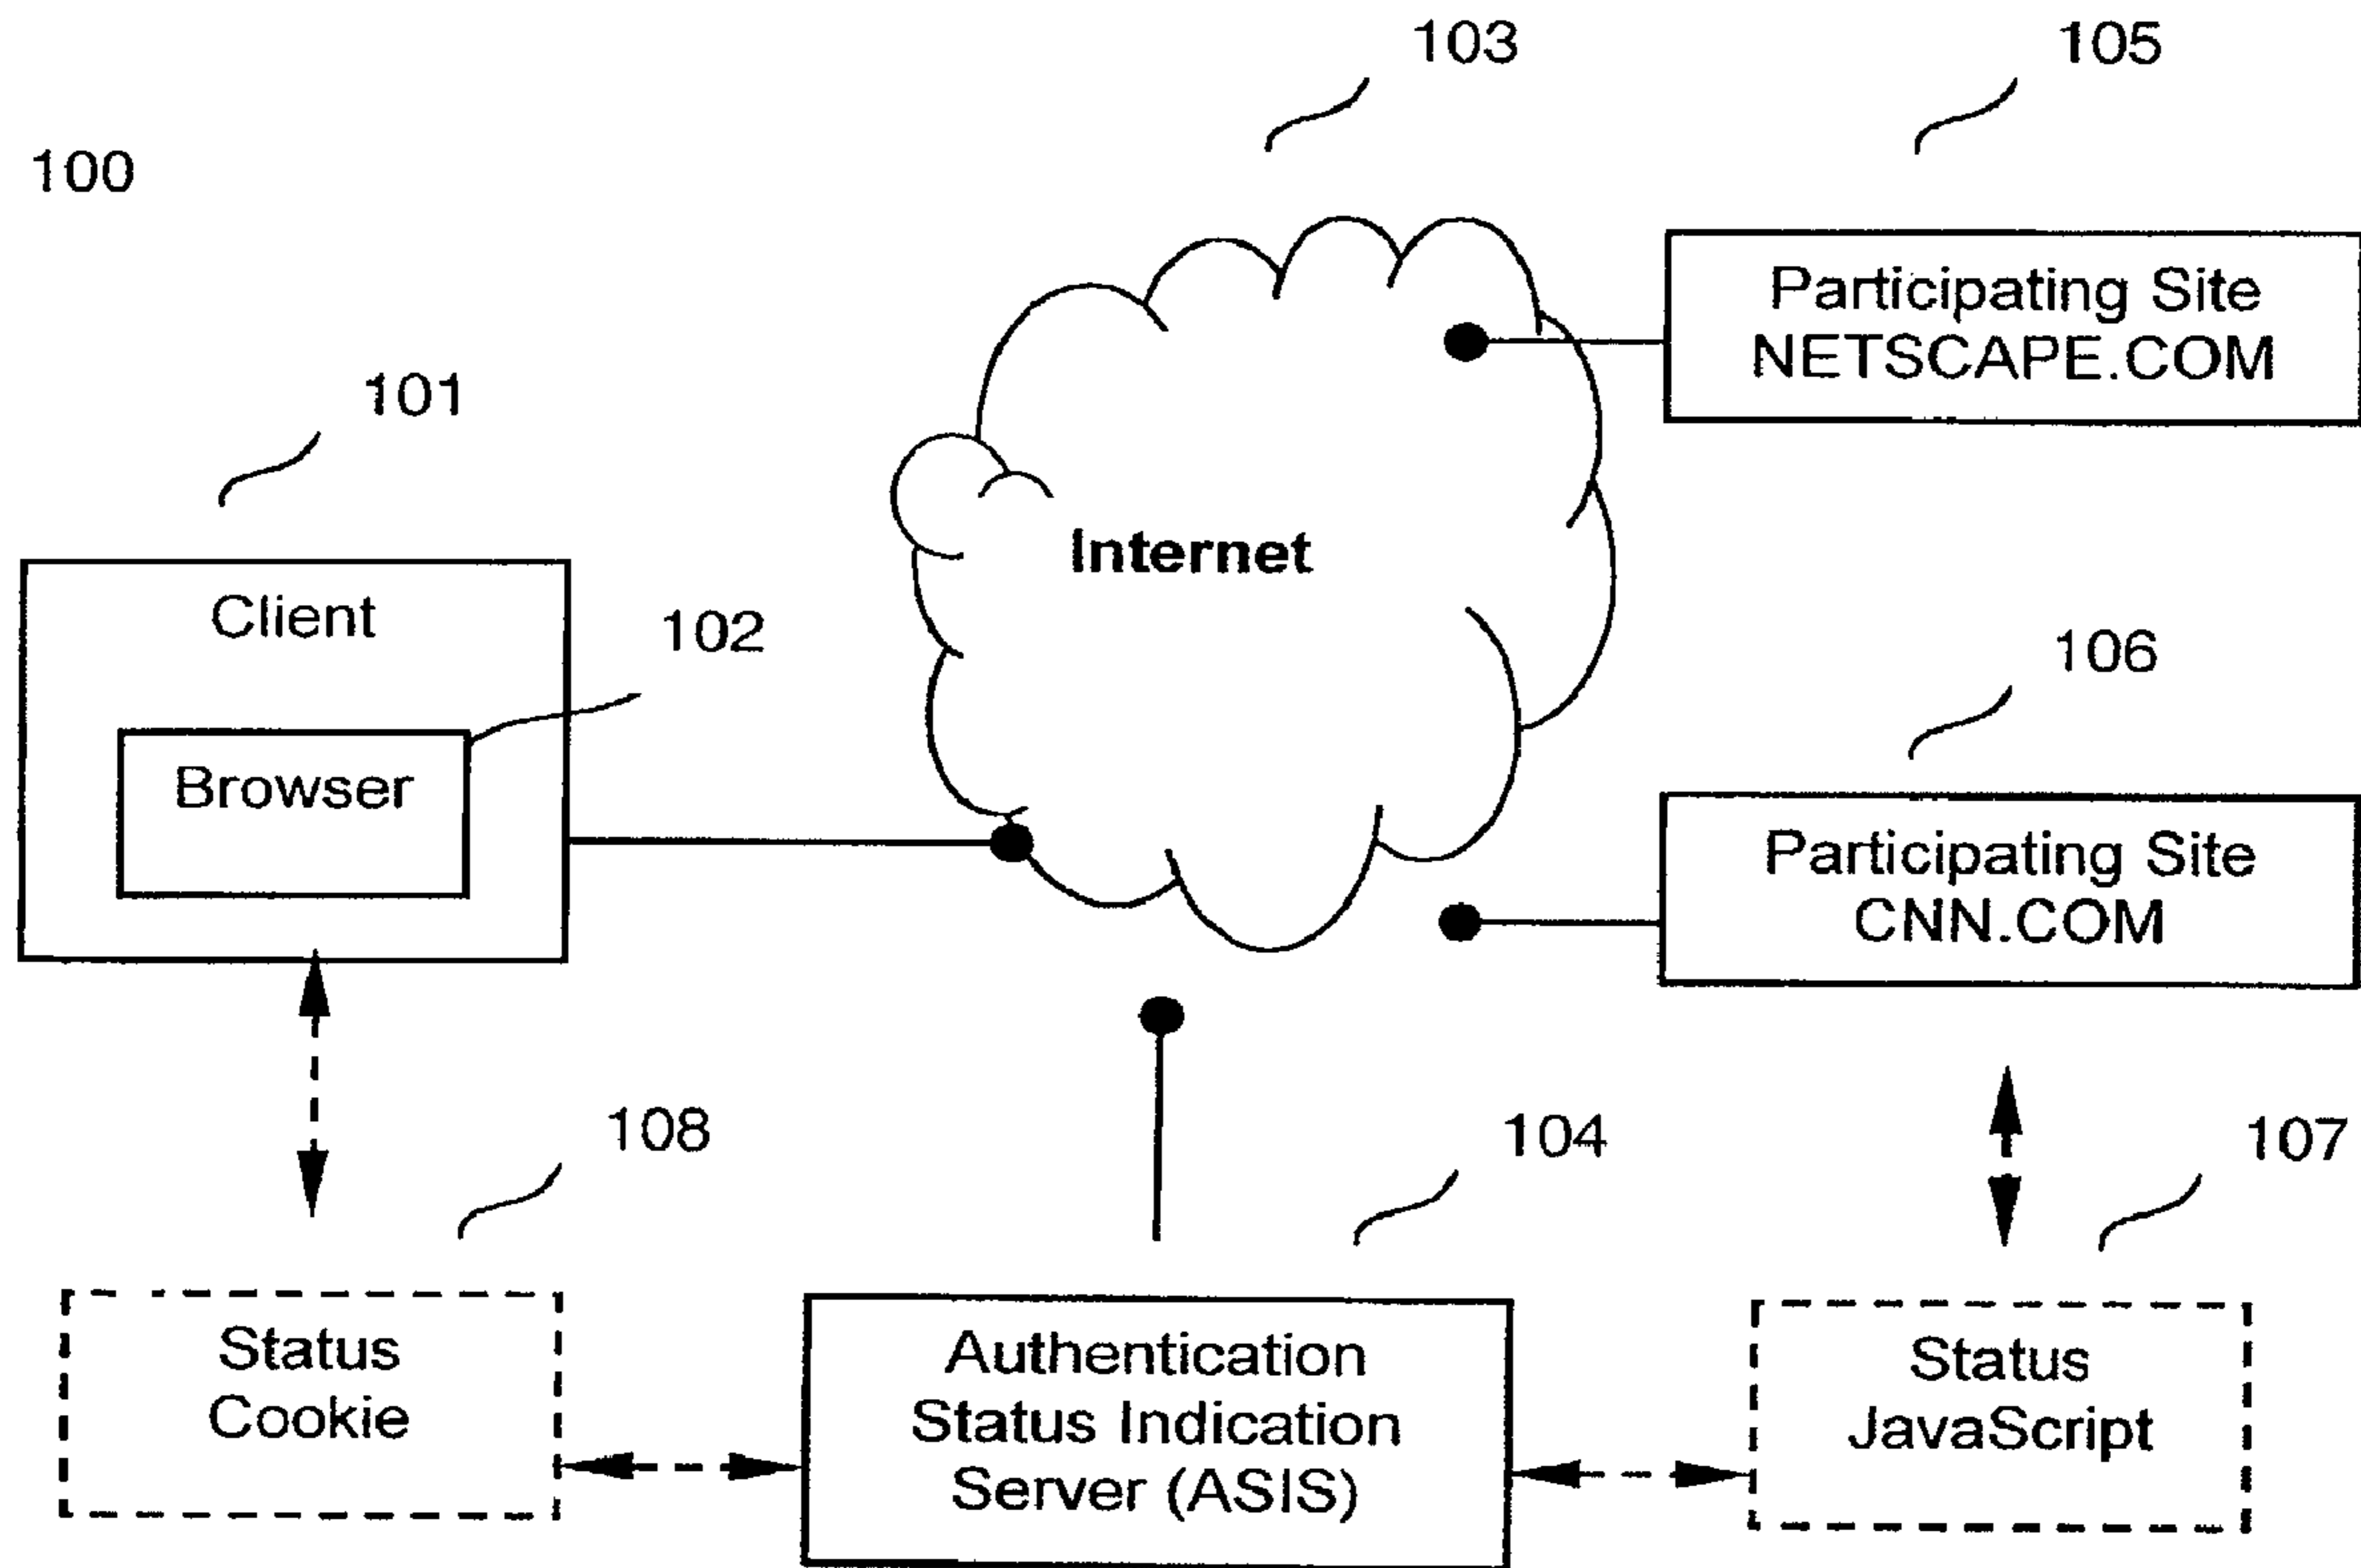 103
105
100
Participating Site
NETSCAPE.COM
101
Internet
Client
102
106
Browser
Participating Site
CNN.COM
108
104
107
Status
Cookie
Authentication
Status Indication
Server (ASIS)
Status
JavaScript